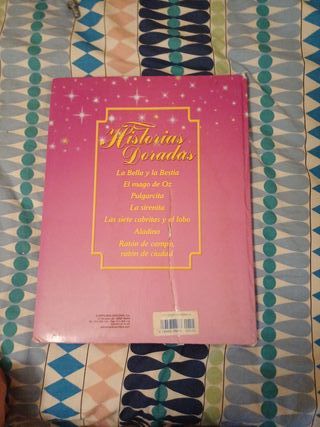 Historias
Doradas
La Bella y la Bestia
El mago de Oz
Pulgarcita
La sirenita
Las siete cabritas y el lobo
Aladino
Ratón de campo,
ratón de ciudad